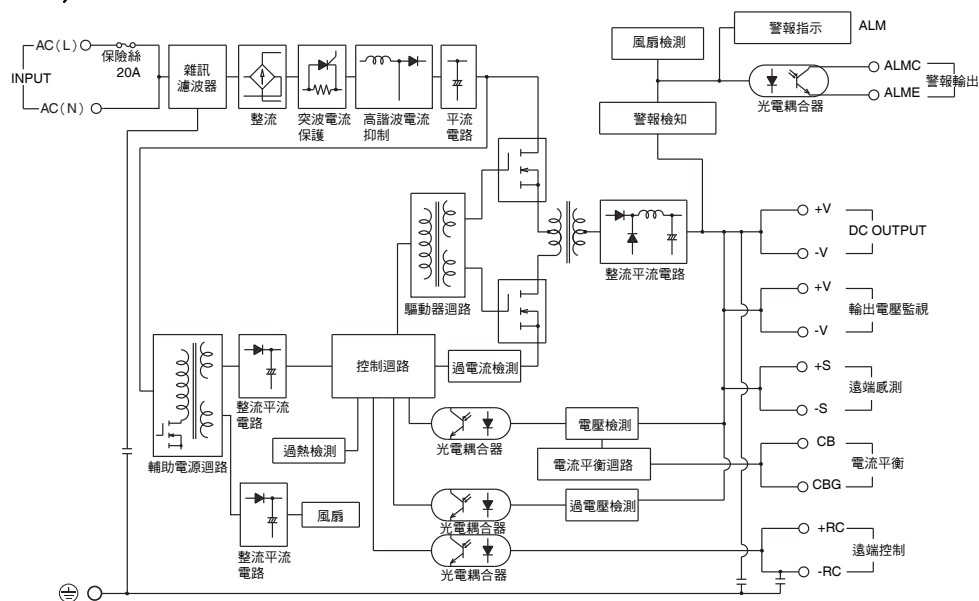 AC(L)
保險絲
20A
INPUT
AC(N)
雜訊
濾波器
整流
突波電流
保護
高諧波電流
抑制
平流
電路
風扇檢測
警報指示
ALM
光電耦合器
ALMC
ALME
警報輸出
警報檢知
驅動器迴路
整流平流電路
+V
-V
DC OUTPUT
+V
-V
輸出電壓監視
+S
-S
遠端感測
CB
CBG
電流平衡
+RC
-RC
遠端控制
輔助電源迴路
整流平流
電路
控制迴路
過電流檢測
過熱檢測
光電耦合器
電壓檢測
電流平衡迴路
整流平流
電路
風扇
光電耦合器
過電壓檢測
光電耦合器